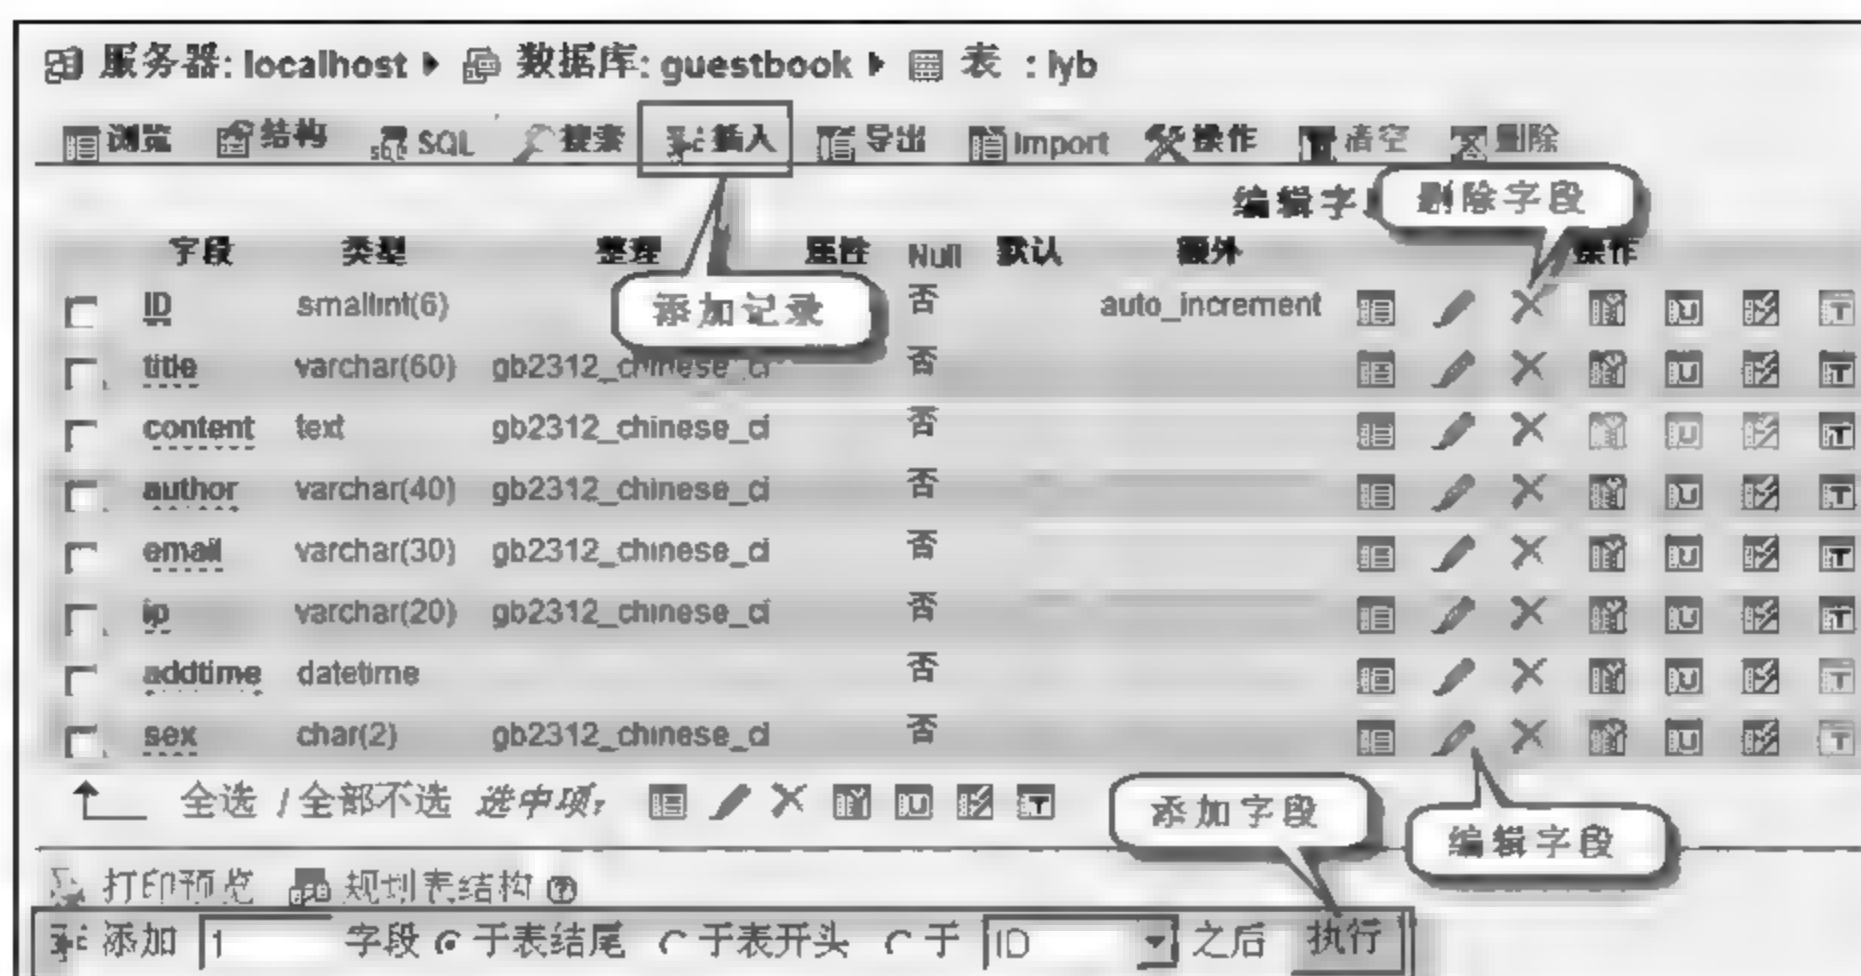 服务器: localhost 数据库: guestbook 表 : lyb
浏览 结构 SQL 搜索 插入 导出 Import 操作 清空 删除
编辑字 删除字段
字段 类型 整理 属性 Null 默认 额外 操作
添加记录
ID smallint(6) 否 auto_increment
title varchar(60) gb2312_chinese_ci 否
content text gb2312_chinese_ci 否
author varchar(40) gb2312_chinese_ci 否
email varchar(30) gb2312_chinese_ci 否
ip varchar(20) gb2312_chinese_ci 否
addtime datetime 否
sex char(2) gb2312_chinese_ci 否
全选 / 全部不选 选中项:
添加字段
编辑字段
打印预览 规划表结构
添加 1 字段 于表结尾 于表开头 于 ID 之后 执行